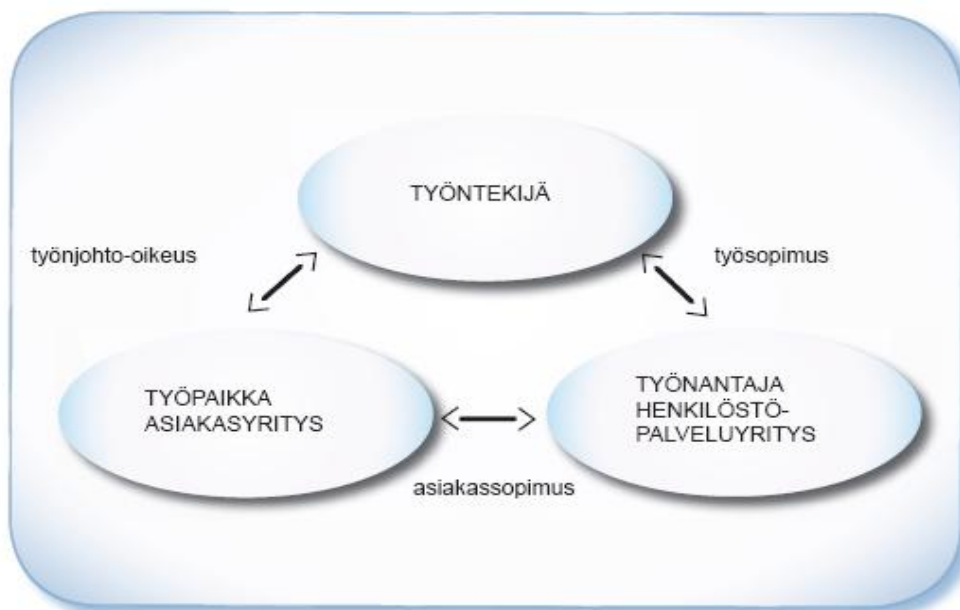 TYÖNTEKIJÄ
työnjohto-oikeus
työsopimus
TYÖPAIKKA
ASIAKASYRITYS
TYÖNANTAJA
HENKILÖSTÖ-
PALVELUYRITYS
asiakassopimus